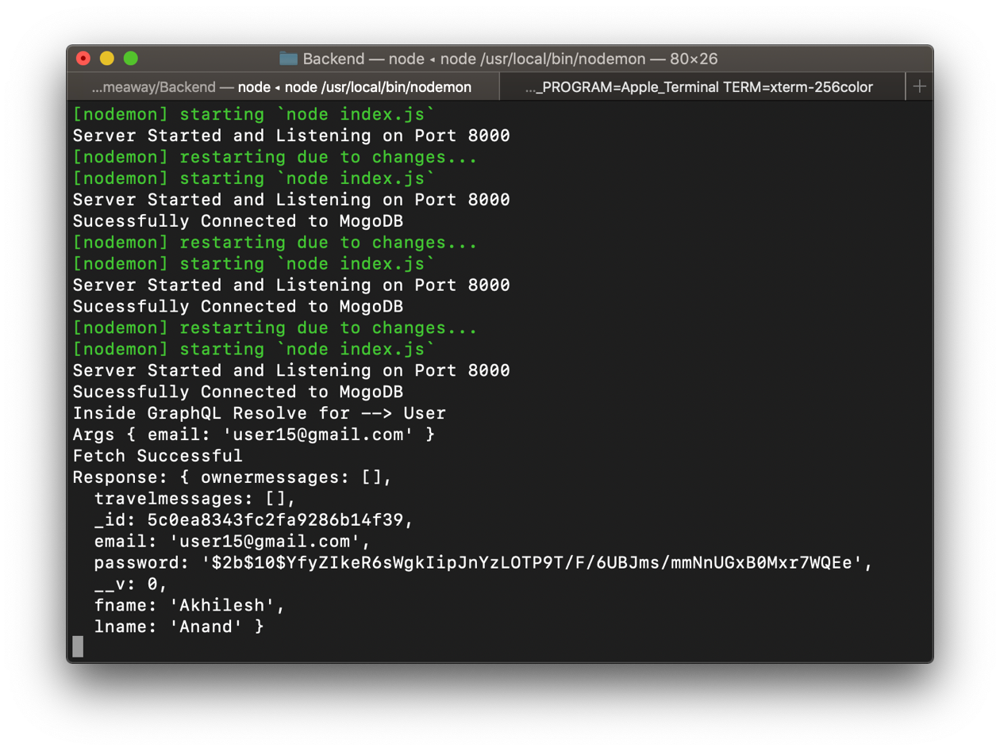 Backend — node ◂ node /usr/local/bin/nodemon — 80×26
...meaway/Backend — node ◂ node /usr/local/bin/nodemon
..._PROGRAM=Apple_Terminal TERM=xterm-256color
[nodemon] starting `node index.js`
Server Started and Listening on Port 8000
[nodemon] restarting due to changes...
[nodemon] starting `node index.js`
Server Started and Listening on Port 8000
Sucessfully Connected to MogoDB
[nodemon] restarting due to changes...
[nodemon] starting `node index.js`
Server Started and Listening on Port 8000
Sucessfully Connected to MogoDB
[nodemon] restarting due to changes...
[nodemon] starting `node index.js`
Server Started and Listening on Port 8000
Sucessfully Connected to MogoDB
Inside GraphQL Resolve for --> User
Args { email: 'user15@gmail.com' }
Fetch Successful
Response: { ownermessages: [],
  travelmessages: [],
  _id: 5c0ea8343fc2fa9286b14f39,
  email: 'user15@gmail.com',
  password: '$2b$10$YfyZIkeR6sWgkIipJnYzLOTP9T/F/6UBJms/mmNnUGxB0Mxr7WQEe',
  __v: 0,
  fname: 'Akhilesh',
  lname: 'Anand' }